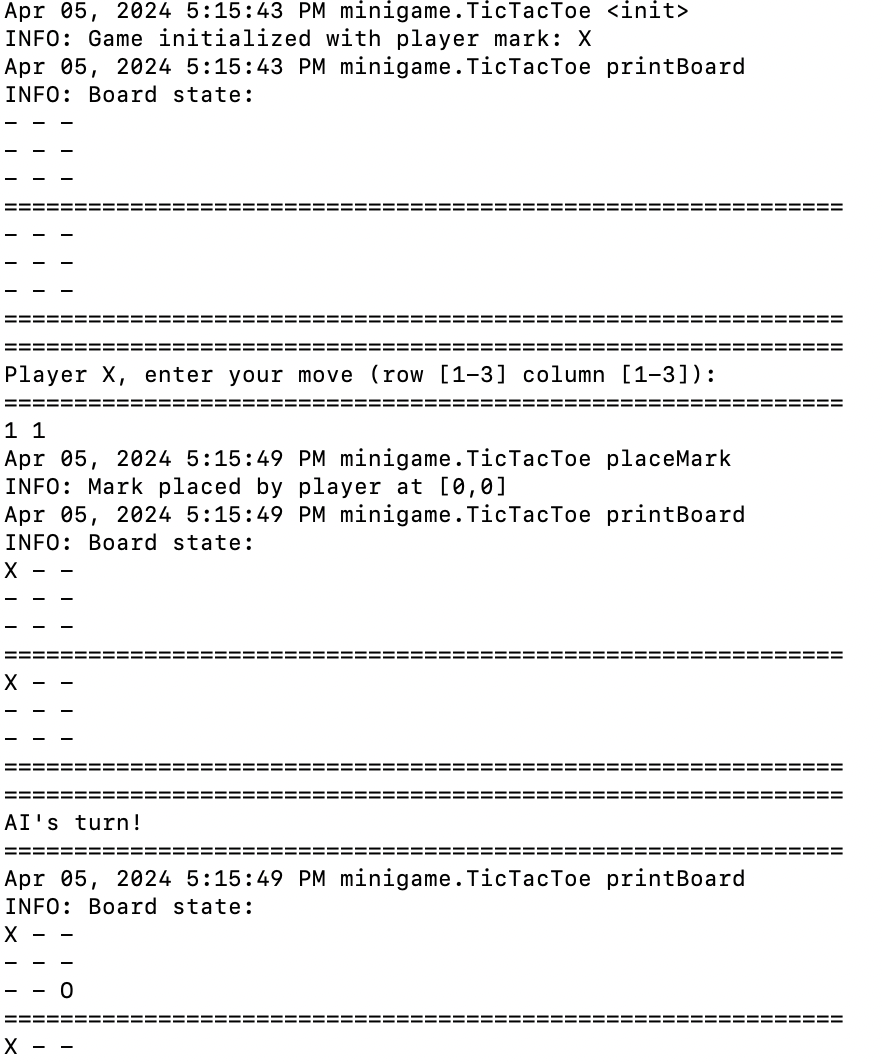 Apr 05, 2024 5:15:43 PM minigame.TicTacToe <init>
INFO: Game initialized with player mark: X
Apr 05, 2024 5:15:43 PM minigame.TicTacToe printBoard
INFO: Board state:
- - -
- - -
- - -
============================================================
- - -
- - -
- - -
============================================================
============================================================
Player X, enter your move (row [1-3] column [1-3]):
============================================================
1 1
Apr 05, 2024 5:15:49 PM minigame.TicTacToe placeMark
INFO: Mark placed by player at [0,0]
Apr 05, 2024 5:15:49 PM minigame.TicTacToe printBoard
INFO: Board state:
X - -
- - -
- - -
============================================================
X - -
- - -
- - -
============================================================
============================================================
AI's turn!
============================================================
Apr 05, 2024 5:15:49 PM minigame.TicTacToe printBoard
INFO: Board state:
X - -
- - -
- - O
============================================================
X - -